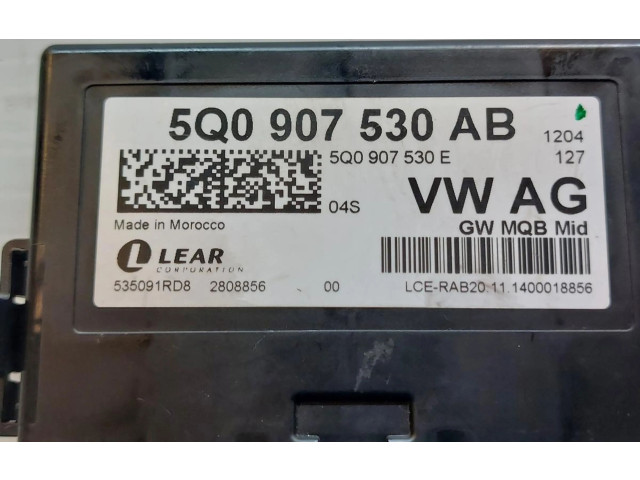 5Q0 907 530 AB 1204
5Q0 907 530 E 127
04S VW AG
Made in Morocco GW MQB Mid
LEAR
CORPORATION
535091RD8 2808856 00 LCE-RAB20.11.1400018856